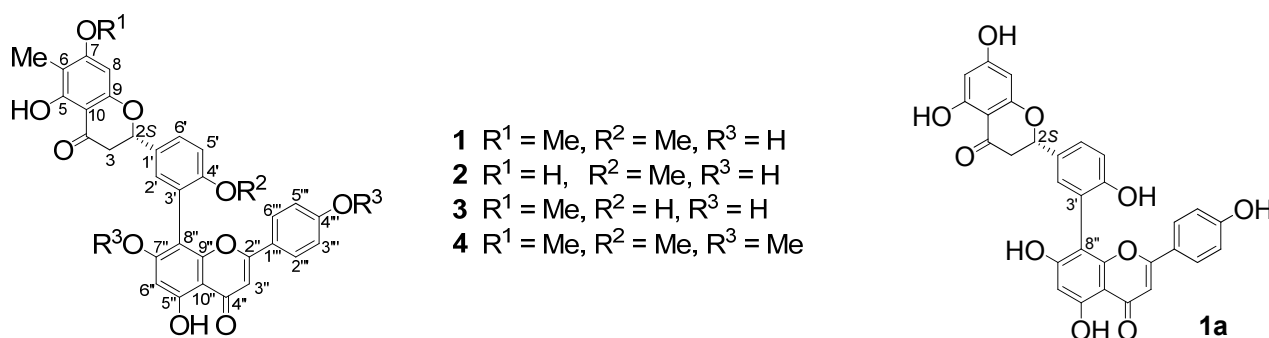 OR¹
Me 6 7 8
9
HO 5 10 O
O 3 2S 6' 5'
1' 4'
2' 3' OR²
R³O 7" 8" 9" O 2" 1''' 6''' 5''' 4''' OR³
2''' 3'''
6" 5" 10" 4" 3"
OH O
1 R¹ = Me, R² = Me, R³ = H
2 R¹ = H, R² = Me, R³ = H
3 R¹ = Me, R² = H, R³ = H
4 R¹ = Me, R² = Me, R³ = Me
OH
HO O
O 2S
3' OH
HO 8" O OH
OH O
1a